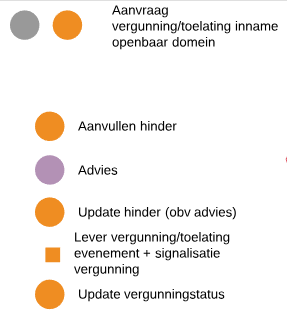 Aanvraag
vergunning/toelating inname
openbaar domein
Aanvullen hinder
Advies
Update hinder (obv advies)
Lever vergunning/toelating
evenement + signalisatie
vergunning
Update vergunningstatus